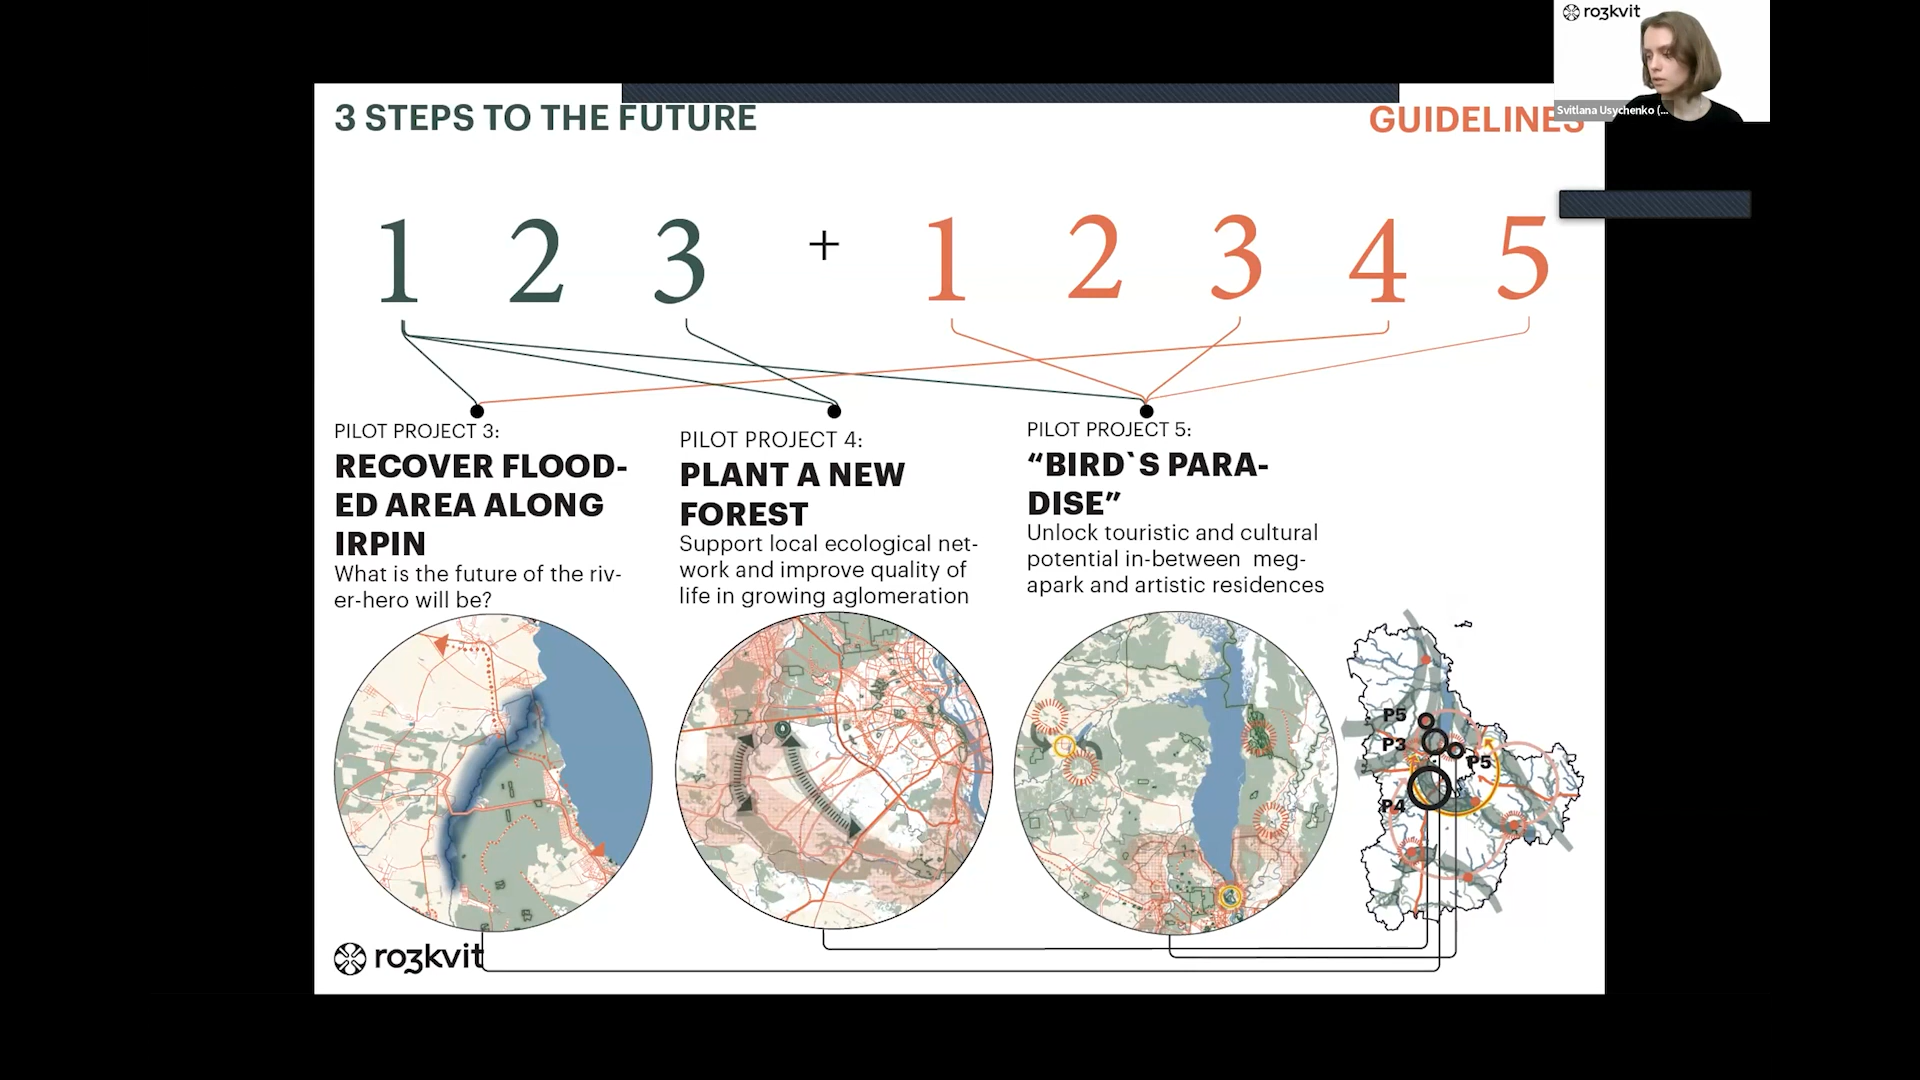 ro3kvit
Svitlana Usychenko (...
3 STEPS TO THE FUTURE
GUIDELINES
1 2 3 + 1 2 3 4 5
PILOT PROJECT 3:
RECOVER FLOOD-
ED AREA ALONG
IRPIN
What is the future of the riv-
er-hero will be?
PILOT PROJECT 4:
PLANT A NEW
FOREST
Support local ecological net-
work and improve quality of
life in growing aglomeration
PILOT PROJECT 5:
“BIRD`S PARA-
DISE”
Unlock touristic and cultural
potential in-between meg-
apark and artistic residences
P5
P3
P5
P4
ro3kvit